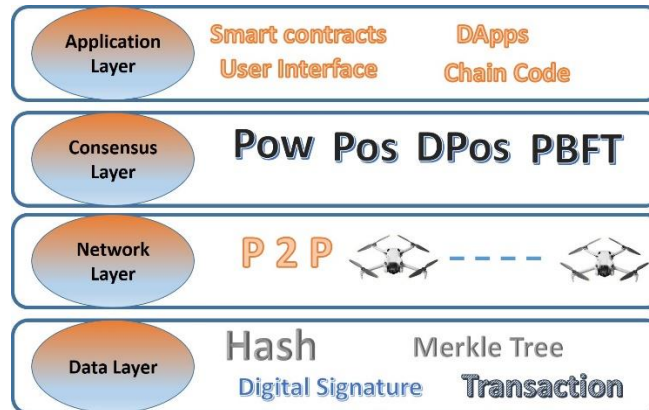 Application
Layer
Smart contracts
DApps
User Interface
Chain Code
Consensus
Layer
Pow Pos DPos PBFT
Network
Layer
P 2 P
Data Layer
Hash
Merkle Tree
Digital Signature
Transaction